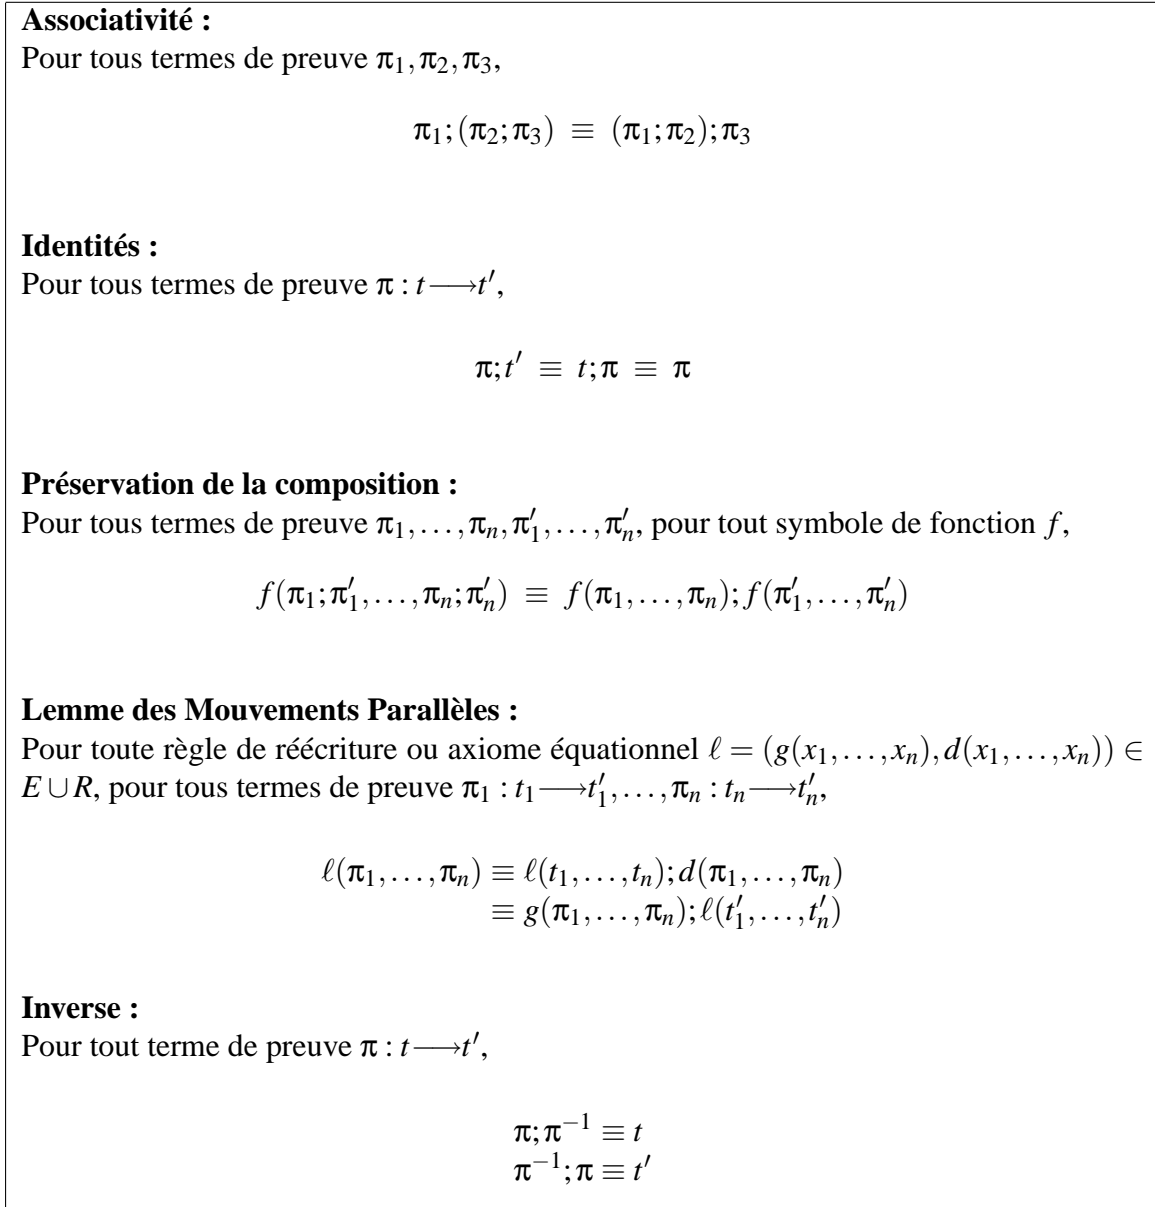 Associativité :
Pour tous termes de preuve π₁,π₂,π₃,
π₁;(π₂;π₃) ≡ (π₁;π₂);π₃
Identités :
Pour tous termes de preuve π : t ⟶ t′,
π;t′ ≡ t;π ≡ π
Préservation de la composition :
Pour tous termes de preuve π₁,...,πₙ,π′₁,...,π′ₙ, pour tout symbole de fonction f,
f(π₁;π′₁,...,πₙ;π′ₙ) ≡ f(π₁,...,πₙ);f(π′₁,...,π′ₙ)
Lemme des Mouvements Parallèles :
Pour toute règle de réécriture ou axiome équationnel ℓ = (g(x₁,...,xₙ),d(x₁,...,xₙ)) ∈
E ∪ R, pour tous termes de preuve π₁ : t₁ ⟶ t′₁,...,πₙ : tₙ ⟶ t′ₙ,
ℓ(π₁,...,πₙ) ≡ ℓ(t₁,...,tₙ);d(π₁,...,πₙ)
≡ g(π₁,...,πₙ);ℓ(t′₁,...,t′ₙ)
Inverse :
Pour tout terme de preuve π : t ⟶ t′,
π;π⁻¹ ≡ t
π⁻¹;π ≡ t′